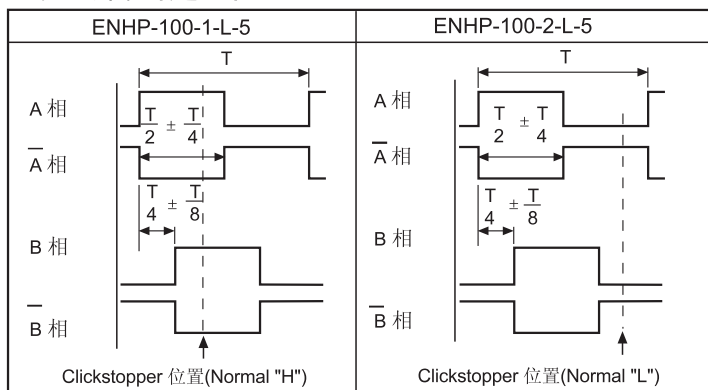 ENHP-100-1-L-5
T
A 相
T/2 ± T/4
A̅ 相
T/4 ± T/8
B 相
B̅ 相
Clickstopper 位置(Normal "H")
ENHP-100-2-L-5
T
A 相
T/2 ± T/4
A̅ 相
T/4 ± T/8
B 相
B̅ 相
Clickstopper 位置(Normal "L")